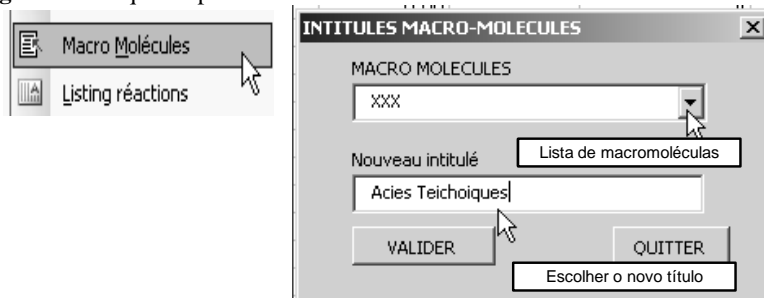 Macro Molécules
Listing réactions
INTITULES MACRO-MOLECULES
MACRO MOLECULES
XXX
Lista de macromoléculas
Nouveau intitulé
Acies Teichoiques
VALIDER
QUITTER
Escolher o novo título